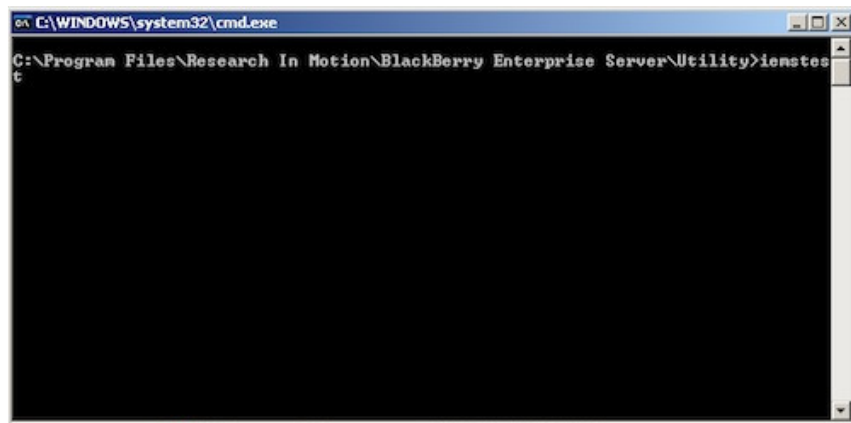 C:\WINDOWS\system32\cmd.exe
C:\Program Files\Research In Motion\BlackBerry Enterprise Server\Utility>iemstes
t